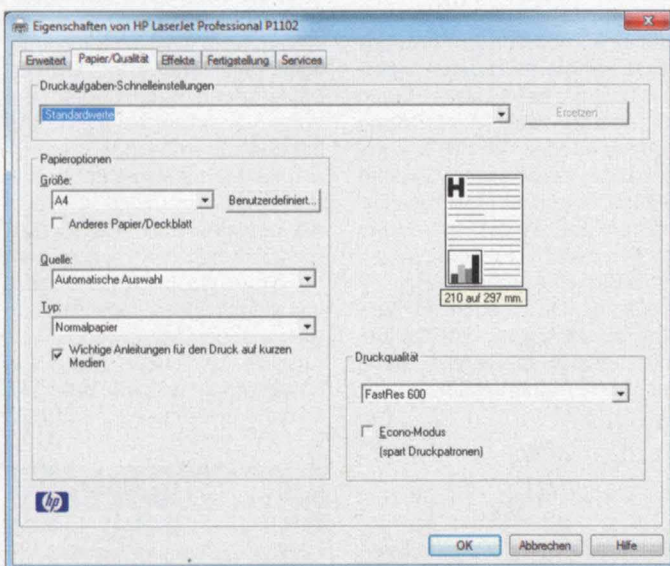 Eigenschaften von HP LaserJet Professional P1102
Erweitert Papier/Qualität Effekte Fertigstellung Services
Druckaufgaben-Schnelleinstellungen
Standardwerte Ersetzen
Papieroptionen
Größe:
A4 Benutzerdefiniert...
Anderes Papier/Deckblatt
Quelle:
Automatische Auswahl
Typ:
Normalpapier
Wichtige Anleitungen für den Druck auf kurzen
Medien
H
210 auf 297 mm.
Druckqualität
FastRes 600
Econo-Modus
(spart Druckpatronen)
hp
OK Abbrechen Hilfe